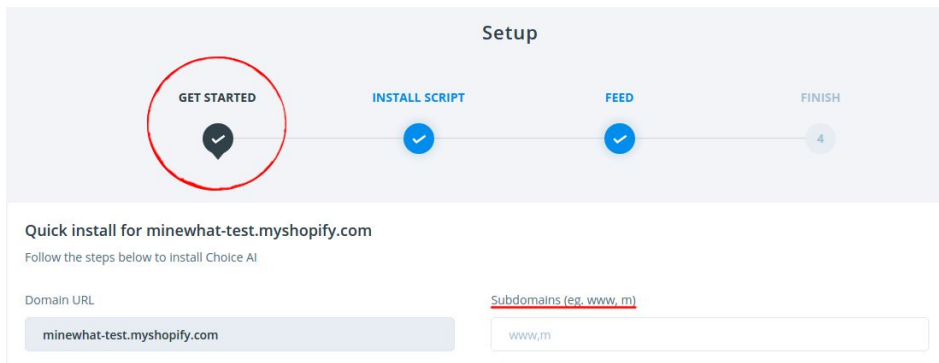 Setup
GET STARTED INSTALL SCRIPT FEED FINISH
4
Quick install for minewhat-test.myshopify.com
Follow the steps below to install Choice AI
Domain URL Subdomains (eg. www, m)
minewhat-test.myshopify.com www,m